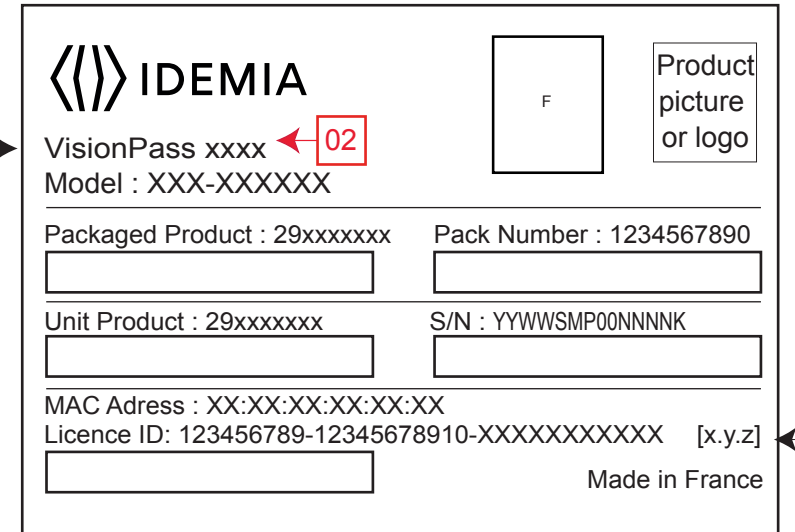 IDEMIA
F
Product
picture
or logo
VisionPass xxxx
02
Model : XXX-XXXXXX
Packaged Product : 29xxxxxxx
Pack Number : 1234567890
Unit Product : 29xxxxxxx
S/N : YYWWSMP00NNNNK
MAC Adress : XX:XX:XX:XX:XX:XX
Licence ID: 123456789-12345678910-XXXXXXXXXXX [x.y.z]
Made in France